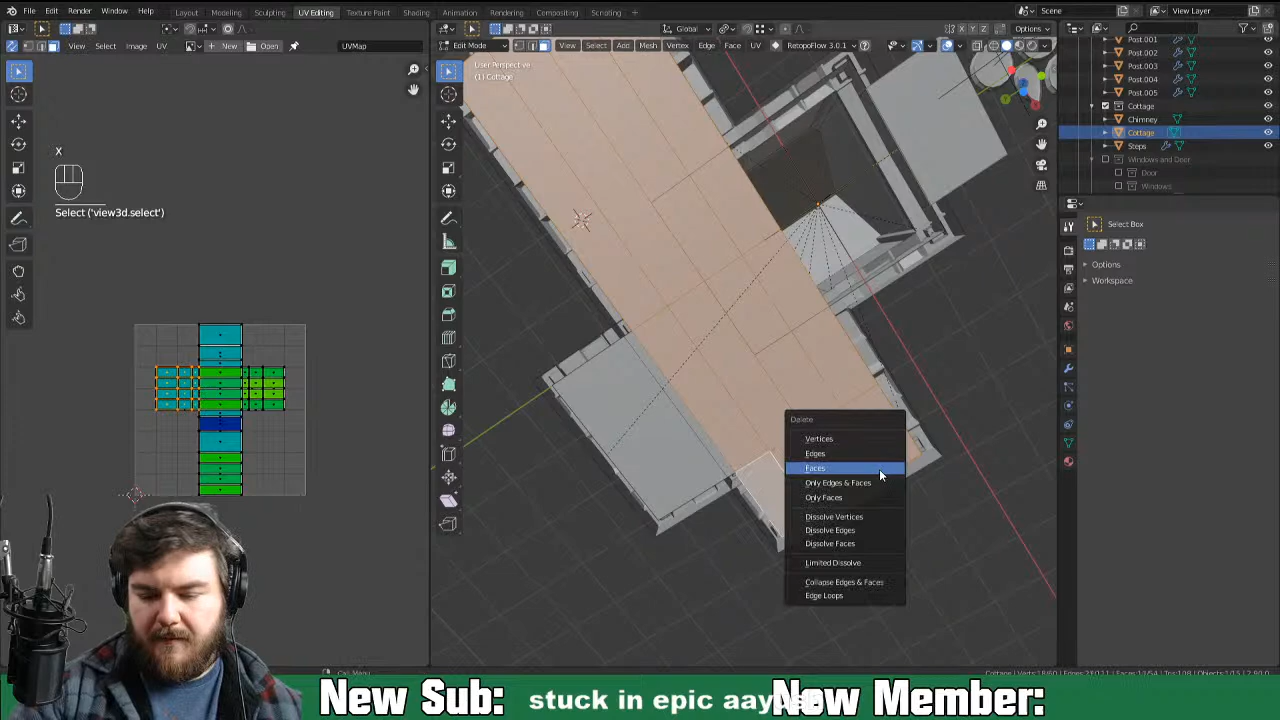 File Edit Render Window Help Layout Modeling Sculpting UV Editing Texture Paint Shading Animation Rendering Compositing Scripting + Scene View Layer
View Select Image UV New Open UVMap
Global Options
Edit Mode View Select Add Mesh Vertex Edge Face UV RetopoFlow 3.0.1
User Perspective
(1) Cottage
Post.001
Post.002
Post.003
Post.004
Post.005
Cottage
Chimney
Cottage
Steps
Windows and Door
Door
Windows
Select Box
Options
Workspace
X
Select ('view3d.select')
Delete
Vertices
Edges
Faces
Only Edges & Faces
Only Faces
Dissolve Vertices
Dissolve Edges
Dissolve Faces
Limited Dissolve
Collapse Edges & Faces
Edge Loops
Call Menu
New Sub: stuck in epic New Member: